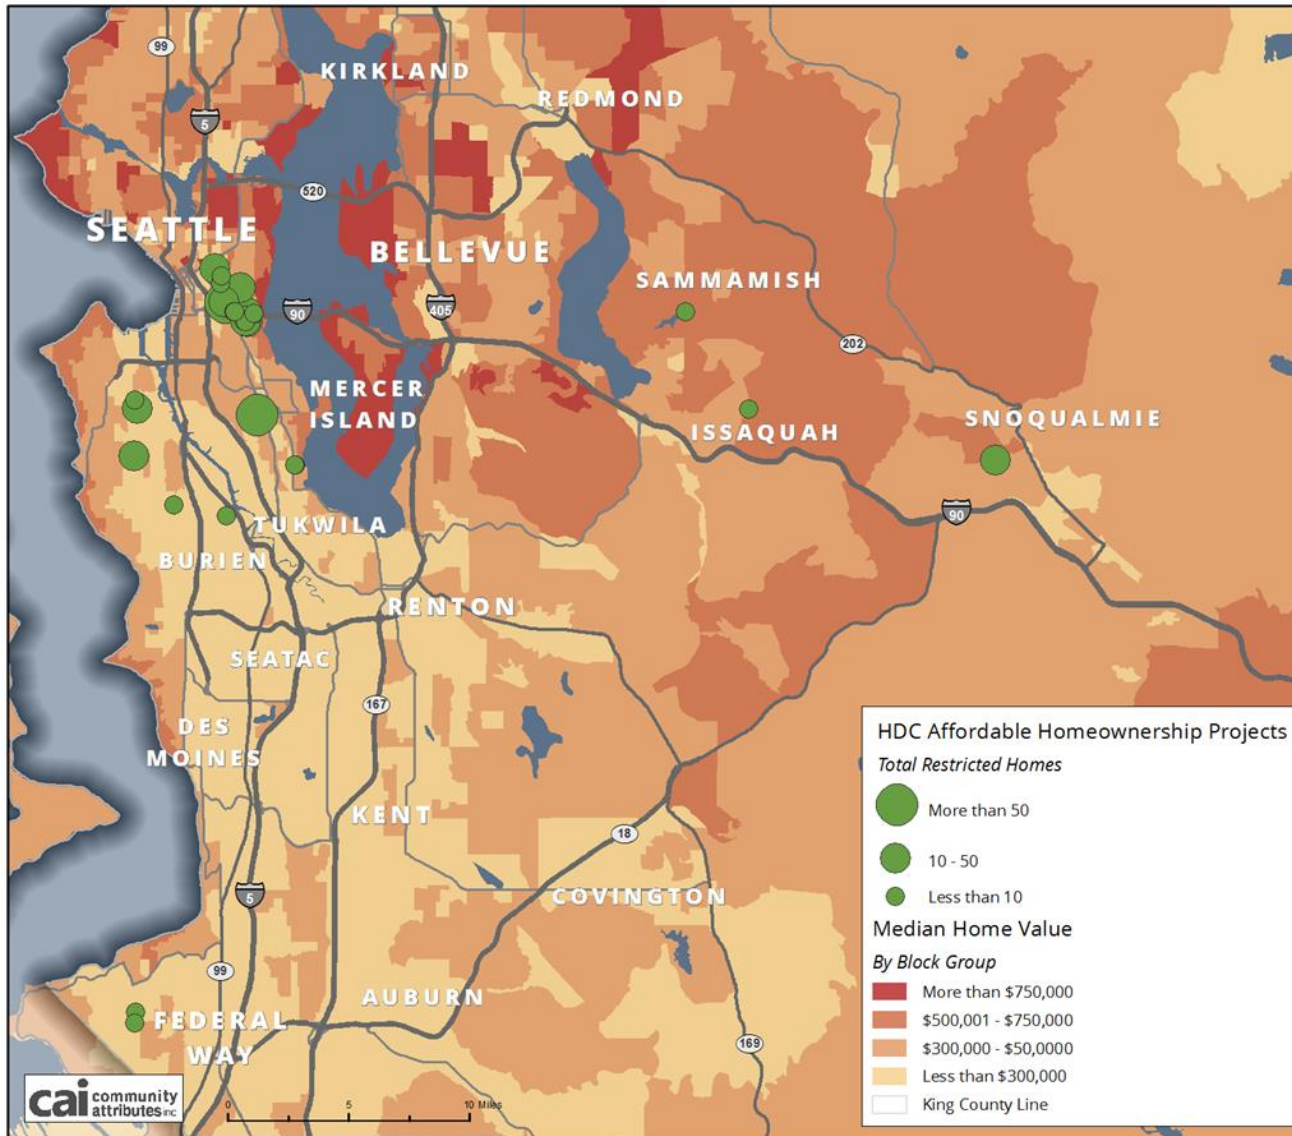 99
KIRKLAND
REDMOND
5
520
SEATTLE
BELLEVUE
SAMMAMISH
90
405
202
MERCER
ISLAND
SNOQUALMIE
ISSAQUAH
90
TUKWILA
BURIEN
RENTON
SEATAC
167
DES
MOINES
KENT
18
5
COVINGTON
99
AUBURN
FEDERAL
WAY
169
HDC Affordable Homeownership Projects
Total Restricted Homes
More than 50
10 - 50
Less than 10
Median Home Value
By Block Group
More than $750,000
$500,001 - $750,000
$300,000 - $50,0000
Less than $300,000
King County Line
cai community
attributes inc
0 5 10 Miles